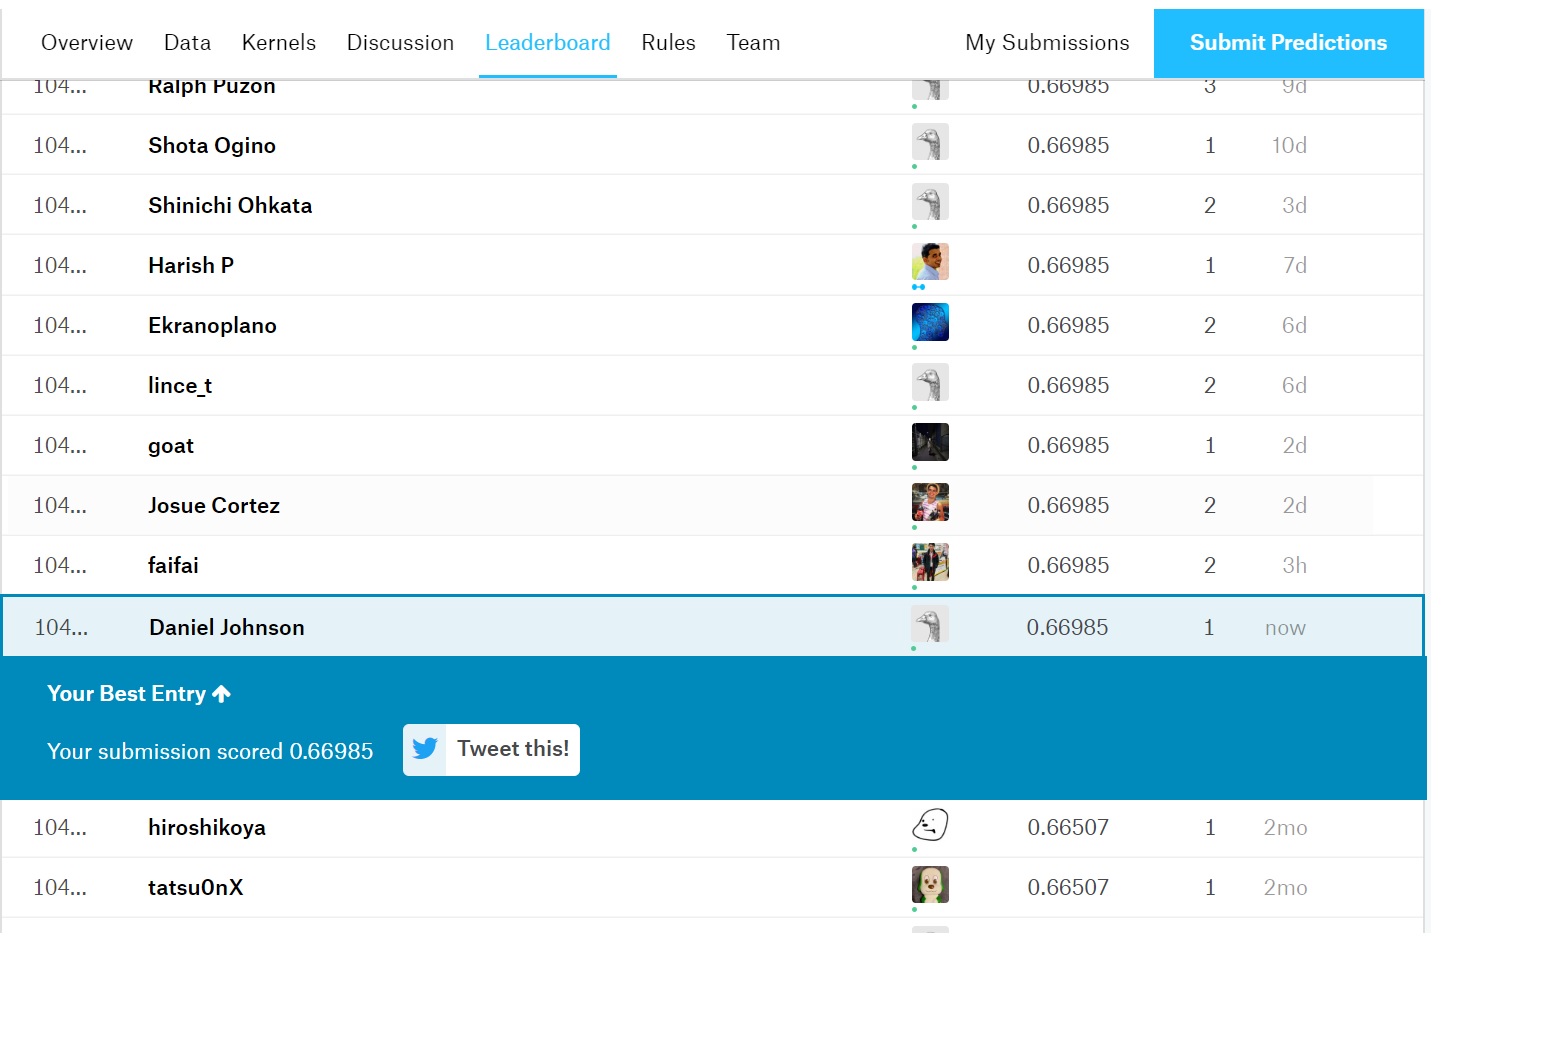 Overview Data Kernels Discussion Leaderboard Rules Team My Submissions Submit Predictions
104... Ralph Puzon 0.66985 3 9d
104... Shota Ogino 0.66985 1 10d
104... Shinichi Ohkata 0.66985 2 3d
104... Harish P 0.66985 1 7d
104... Ekranoplano 0.66985 2 6d
104... lince_t 0.66985 2 6d
104... goat 0.66985 1 2d
104... Josue Cortez 0.66985 2 2d
104... faifai 0.66985 2 3h
104... Daniel Johnson 0.66985 1 now
Your Best Entry
Your submission scored 0.66985 Tweet this!
104... hiroshikoya 0.66507 1 2mo
104... tatsu0nX 0.66507 1 2mo